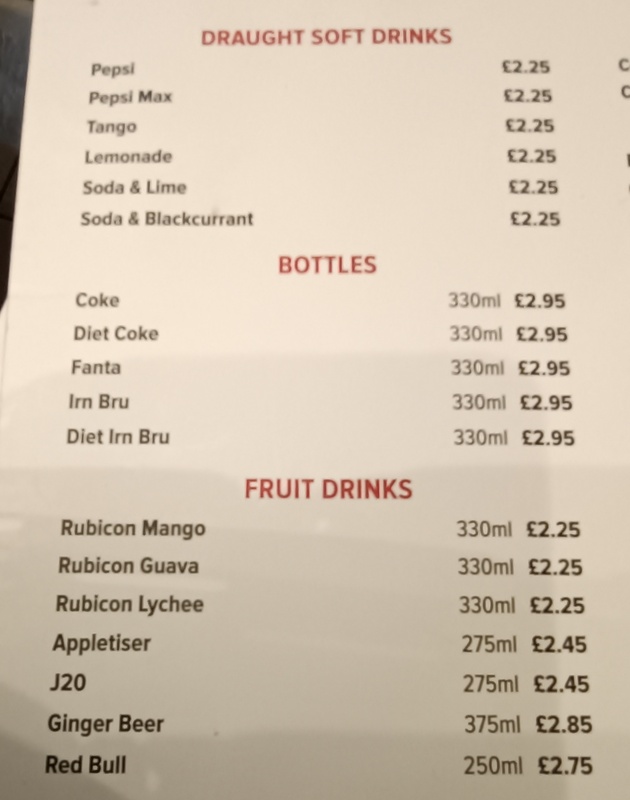 DRAUGHT SOFT DRINKS
Pepsi £2.25
Pepsi Max £2.25
Tango £2.25
Lemonade £2.25
Soda & Lime £2.25
Soda & Blackcurrant £2.25
BOTTLES
Coke 330ml £2.95
Diet Coke 330ml £2.95
Fanta 330ml £2.95
Irn Bru 330ml £2.95
Diet Irn Bru 330ml £2.95
FRUIT DRINKS
Rubicon Mango 330ml £2.25
Rubicon Guava 330ml £2.25
Rubicon Lychee 330ml £2.25
Appletiser 275ml £2.45
J20 275ml £2.45
Ginger Beer 375ml £2.85
Red Bull 250ml £2.75